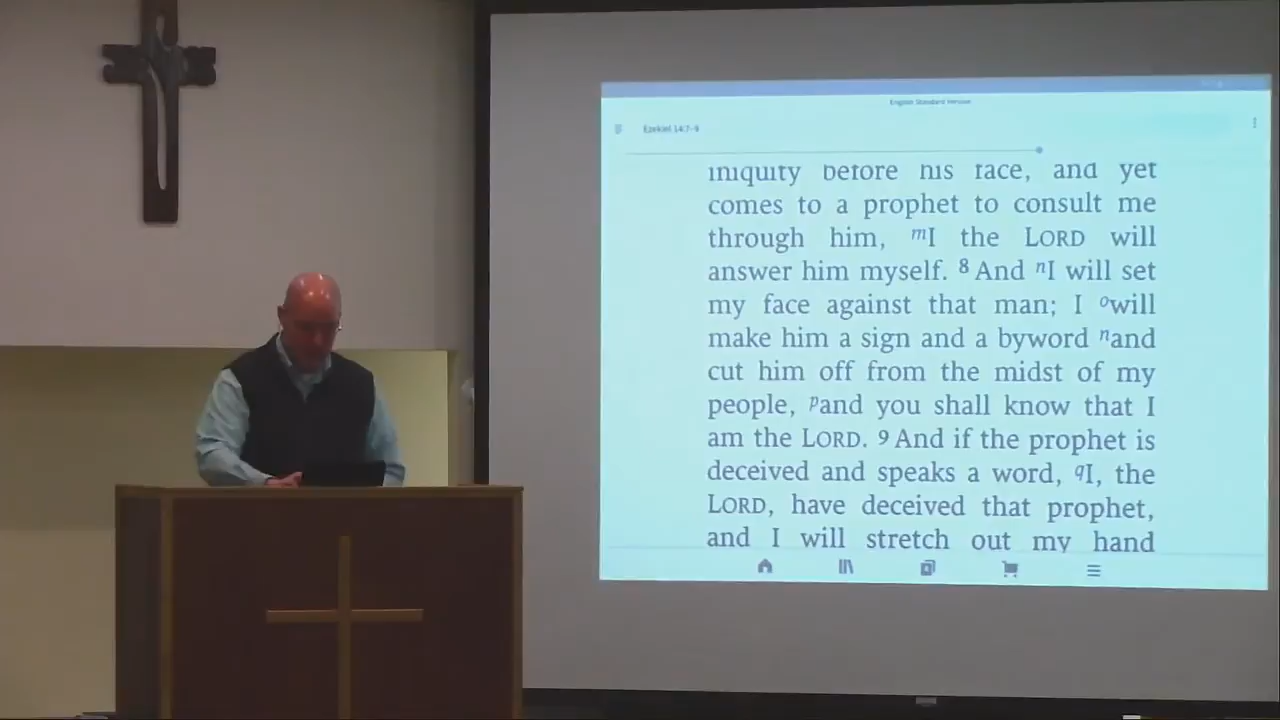 English Standard Version
Ezekiel 14:7-9
iniquity before his face, and yet
comes to a prophet to consult me
through him, mI the LORD will
answer him myself. 8 And nI will set
my face against that man; I owill
make him a sign and a byword nand
cut him off from the midst of my
people, pand you shall know that I
am the LORD. 9 And if the prophet is
deceived and speaks a word, qI, the
LORD, have deceived that prophet,
and I will stretch out my hand